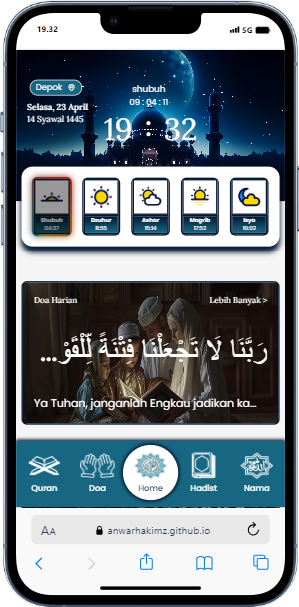 19.32
5G
Depok
shubuh
09 : 04 : 11
Selasa, 23 April
14 Syawal 1445
19 : 32
Shubuh
Dzuhur
Ashar
Magrib
Isya
04:37
11:55
15:14
17:52
19:02
Doa Harian
Lebih Banyak >
رَبَّنَا لَا تَجْعَلْنَا فِتْنَةً لِّلْقَوْ...
Ya Tuhan, janganlah Engkau jadikan ka...
Quran
Doa
Home
Hadist
Nama
AA
anwarhakimz.github.io